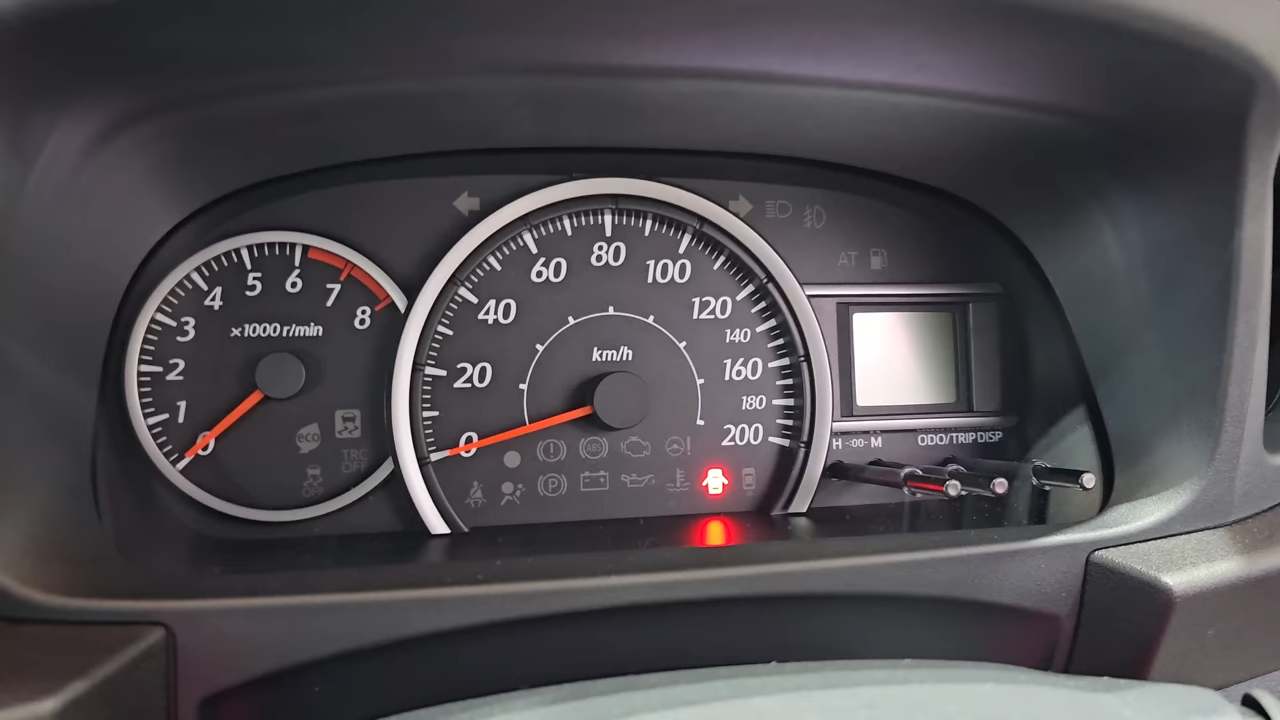 0
1
2
3
4
5
6
7
8
×1000 r/min
eco
TRC
OFF
OFF
0
20
40
60
80
100
120
140
160
180
200
km/h
ABS
P
AT
H -:00- M
ODO/TRIP DISP